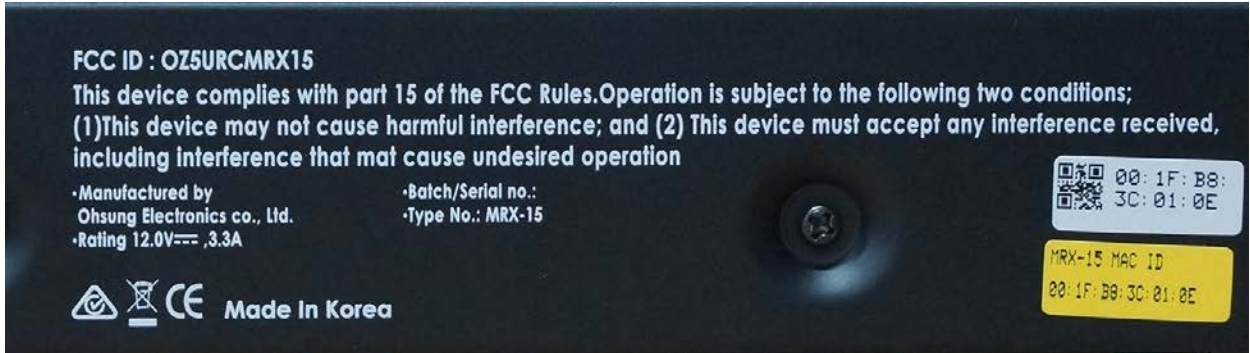 FCC ID : OZ5URCMRX15
This device complies with part 15 of the FCC Rules.Operation is subject to the following two conditions;
(1)This device may not cause harmful interference; and (2) This device must accept any interference received,
including interference that mat cause undesired operation
·Manufactured by
Ohsung Electronics co., Ltd.
·Rating 12.0V⎓ ,3.3A
·Batch/Serial no.:
·Type No.: MRX-15
CE Made In Korea
00:1F:B8:
3C:01:0E
MRX-15 MAC ID
00:1F:B8:3C:01:0E